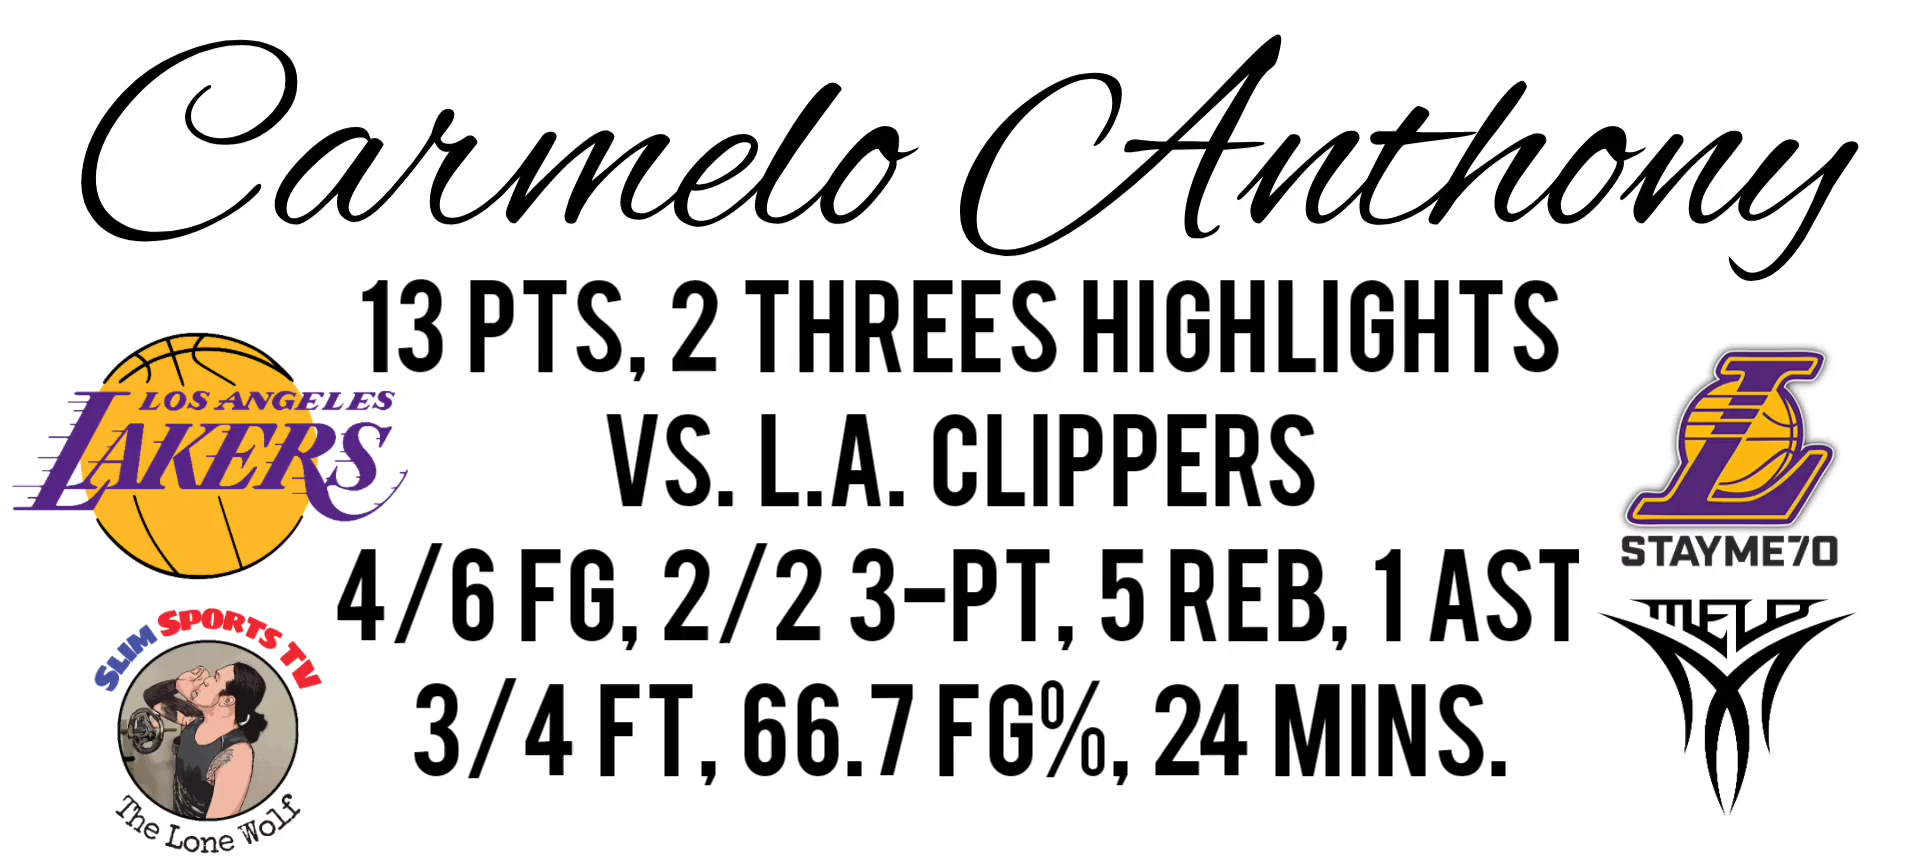 Carmelo Anthony
13 PTS, 2 THREES HIGHLIGHTS
VS. L.A. CLIPPERS
4/6 FG, 2/2 3-PT, 5 REB, 1 AST
3/4 FT, 66.7 FG%, 24 MINS.
LOS ANGELES
LAKERS
SLIM SPORTS TV
The Lone Wolf
L
STAYME70
MELO